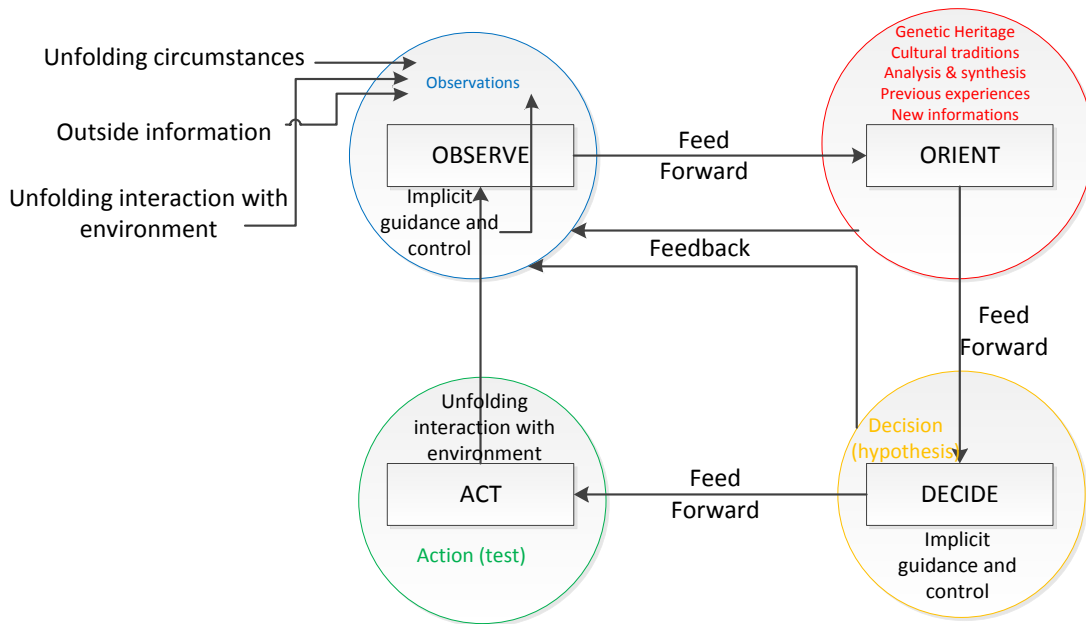 Unfolding circumstances
Outside information
Unfolding interaction with
environment
Observations
OBSERVE
Implicit
guidance and
control
Feed
Forward
Genetic Heritage
Cultural traditions
Analysis & synthesis
Previous experiences
New informations
ORIENT
Feedback
Feed
Forward
Unfolding
interaction with
environment
ACT
Action (test)
Feed
Forward
Decision
(hypothesis)
DECIDE
Implicit
guidance and
control